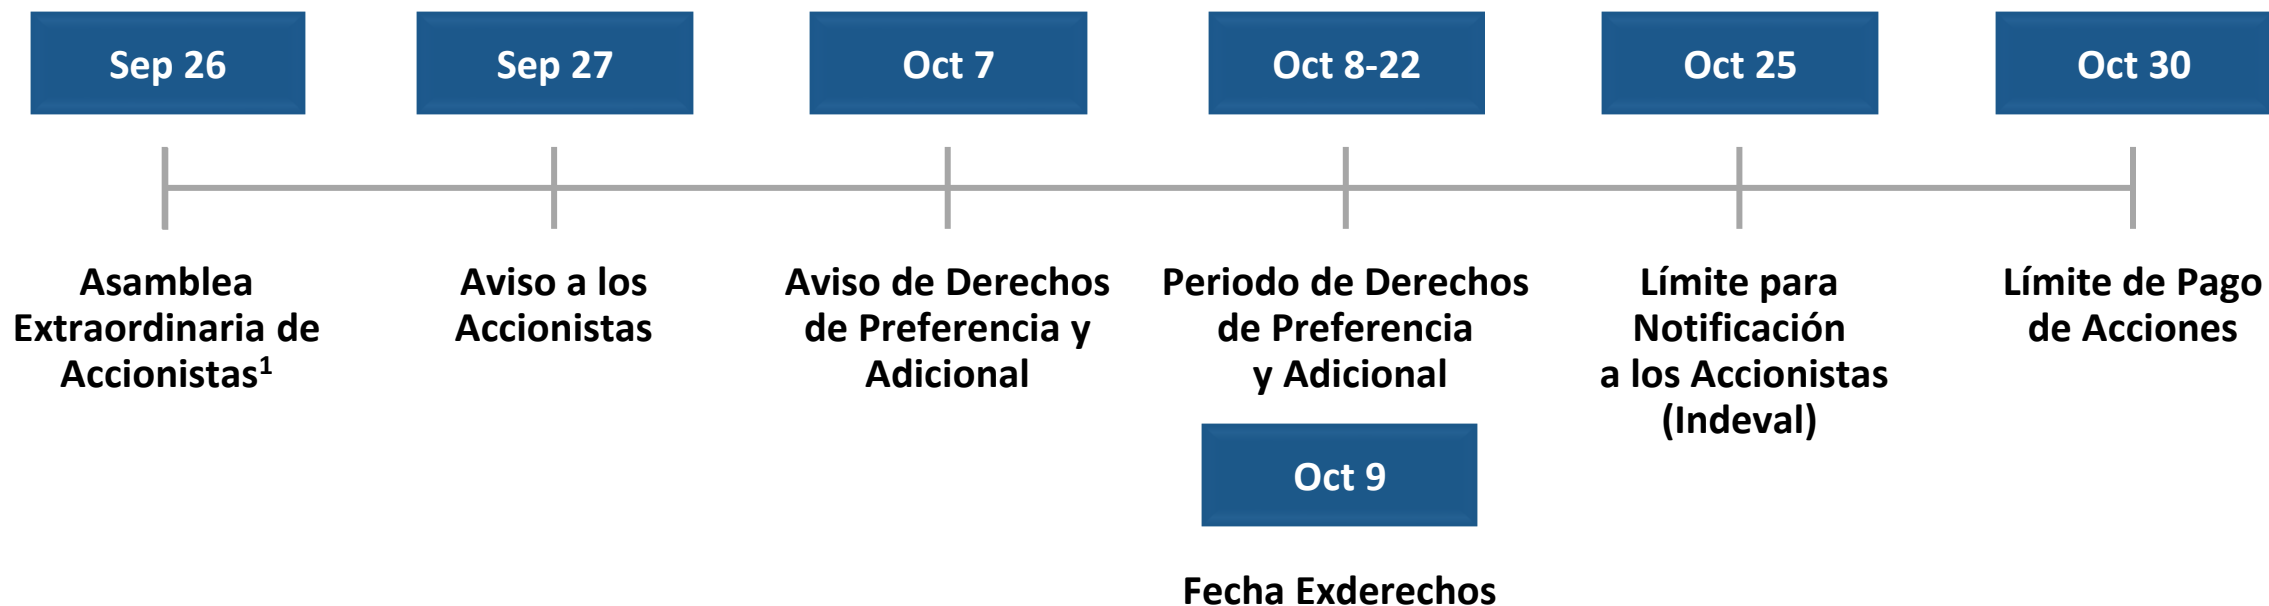 Sep 26
Sep 27
Oct 7
Oct 8-22
Oct 25
Oct 30
Asamblea
Extraordinaria de
Accionistas¹
Aviso a los
Accionistas
Aviso de Derechos
de Preferencia y
Adicional
Periodo de Derechos
de Preferencia
y Adicional
Límite para
Notificación
a los Accionistas
(Indeval)
Límite de Pago
de Acciones
Oct 9
Fecha Exderechos